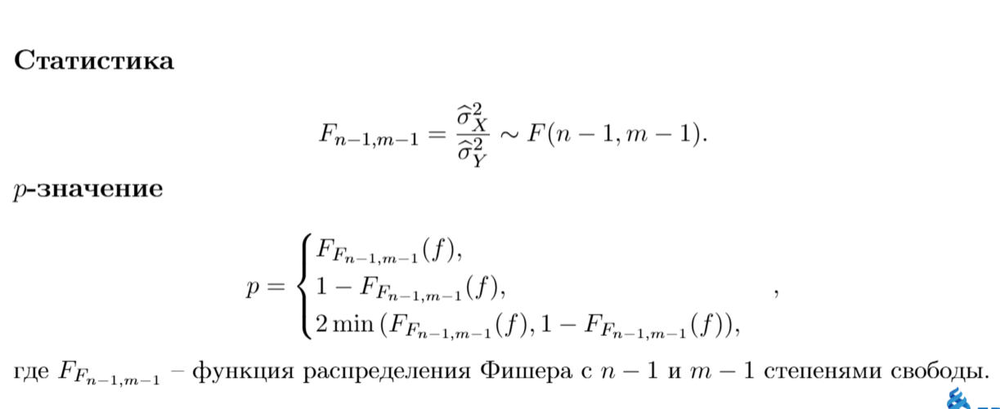 Статистика
$$F_{n-1,m-1} = \frac{\widehat{\sigma}_X^2}{\widehat{\sigma}_Y^2} \sim F(n-1, m-1).$$
p-значение
$$p = \begin{cases} F_{F_{n-1,m-1}}(f), \\ 1 - F_{F_{n-1,m-1}}(f), \\ 2\min\left(F_{F_{n-1,m-1}}(f), 1 - F_{F_{n-1,m-1}}(f)\right), \end{cases} ,$$
где $F_{F_{n-1,m-1}}$ – функция распределения Фишера с $n-1$ и $m-1$ степенями свободы.